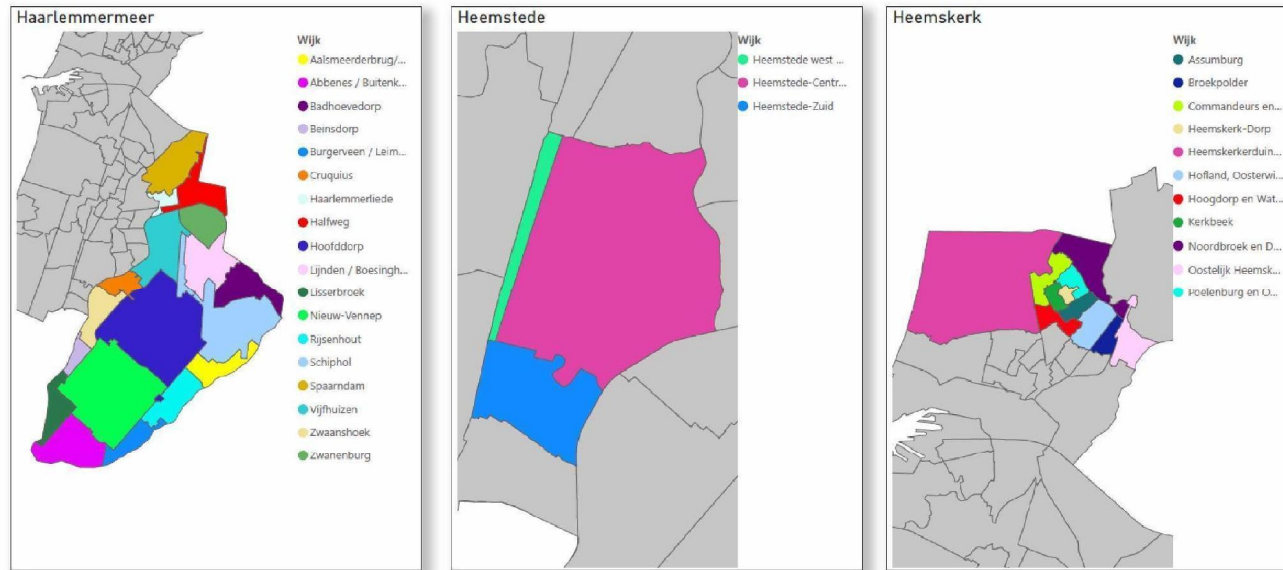 Haarlemmermeer
Wijk
Aalsmeerderbrug/...
Abbenes / Buitenk...
Badhoevedorp
Beinsdorp
Burgerveen / Leim...
Cruquius
Haarlemmerliede
Halfweg
Hoofddorp
Lijnden / Boesingh...
Lisserbroek
Nieuw-Vennep
Rijsenhout
Schiphol
Spaarndam
Vijfhuizen
Zwaanshoek
Zwanenburg
Heemstede
Wijk
Heemstede west ...
Heemstede-Centr...
Heemstede-Zuid
Heemskerk
Wijk
Assumburg
Broekpolder
Commandeurs en...
Heemskerk-Dorp
Heemskerkerduin...
Hofland, Oosterwi...
Hoogdorp en Wat...
Kerkbeek
Noordbroek en D...
Oostelijk Heemsk...
Poelenburg en O...